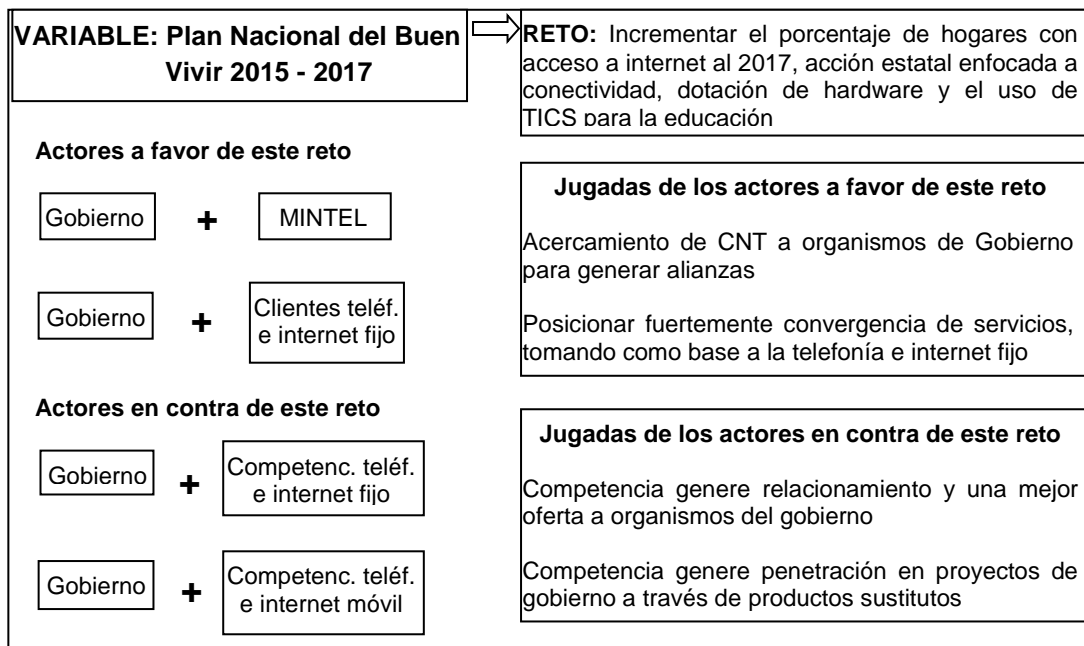 VARIABLE: Plan Nacional del Buen
Vivir 2015 - 2017
RETO: Incrementar el porcentaje de hogares con
acceso a internet al 2017, acción estatal enfocada a
conectividad, dotación de hardware y el uso de
TICS para la educación
Actores a favor de este reto
Gobierno + MINTEL
Gobierno + Clientes teléf.
e internet fijo
Jugadas de los actores a favor de este reto
Acercamiento de CNT a organismos de Gobierno
para generar alianzas
Posicionar fuertemente convergencia de servicios,
tomando como base a la telefonía e internet fijo
Actores en contra de este reto
Gobierno + Competenc. teléf.
e internet fijo
Gobierno + Competenc. teléf.
e internet móvil
Jugadas de los actores en contra de este reto
Competencia genere relacionamiento y una mejor
oferta a organismos del gobierno
Competencia genere penetración en proyectos de
gobierno a través de productos sustitutos